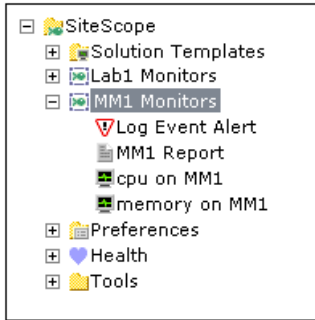 SiteScope
Solution Templates
Lab1 Monitors
MM1 Monitors
Log Event Alert
MM1 Report
cpu on MM1
memory on MM1
Preferences
Health
Tools